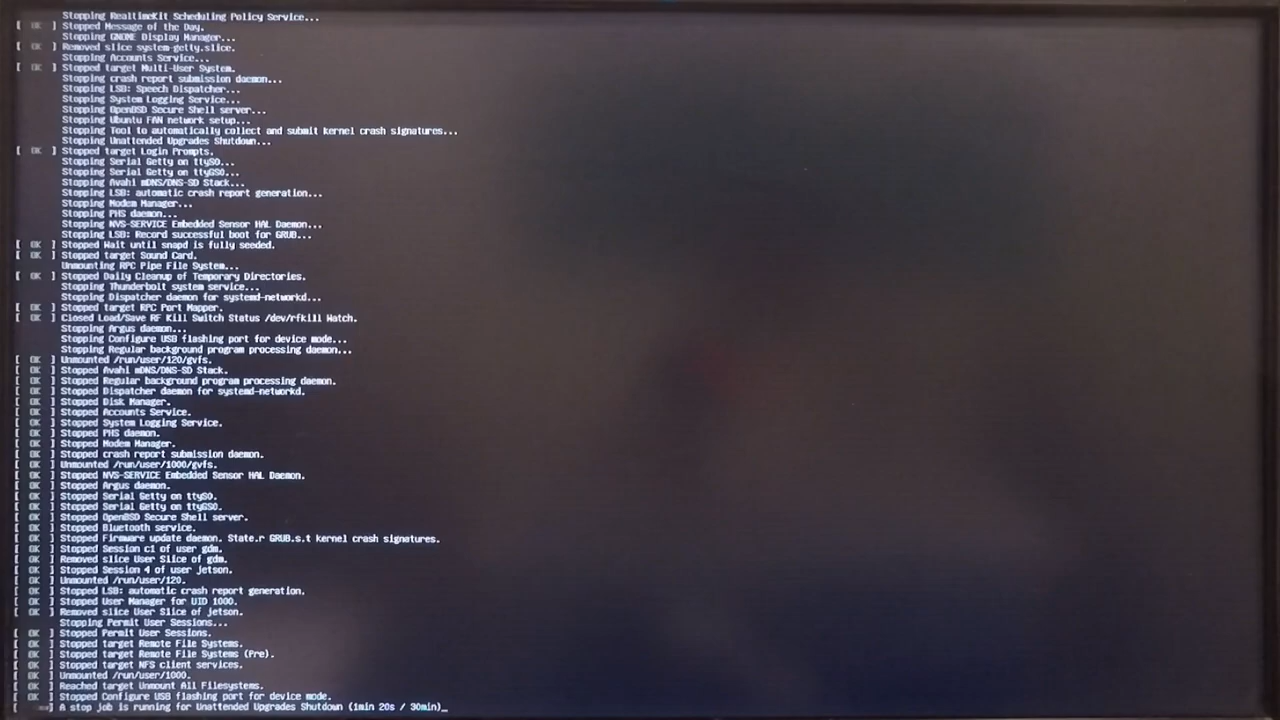 Stopping RealtimeKit Scheduling Policy Service...
[ OK ] Stopped Message of the Day.
Stopping GNOME Display Manager...
[ OK ] Removed slice system-getty.slice.
Stopping Accounts Service...
[ OK ] Stopped target Multi-User System.
Stopping crash report submission daemon...
Stopping LSB: Speech Dispatcher...
Stopping System Logging Service...
Stopping OpenBSD Secure Shell server...
Stopping Ubuntu FAN network setup...
Stopping Tool to automatically collect and submit kernel crash signatures...
Stopping Unattended Upgrades Shutdown...
[ OK ] Stopped target Login Prompts.
Stopping Serial Getty on ttyS0...
Stopping Serial Getty on ttyGS0...
Stopping Avahi mDNS/DNS-SD Stack...
Stopping LSB: automatic crash report generation...
Stopping Modem Manager...
Stopping PHS daemon...
Stopping NVS-SERVICE Embedded Sensor HAL Daemon...
Stopping LSB: Record successful boot for GRUB...
[ OK ] Stopped Wait until snapd is fully seeded.
[ OK ] Stopped target Sound Card.
Unmounting RPC Pipe File System...
[ OK ] Stopped Daily Cleanup of Temporary Directories.
Stopping Thunderbolt system service...
Stopping Dispatcher daemon for systemd-networkd...
[ OK ] Stopped target RPC Port Mapper.
[ OK ] Closed Load/Save RF Kill Switch Status /dev/rfkill Watch.
Stopping Argus daemon...
Stopping Configure USB flashing port for device mode...
Stopping Regular background program processing daemon...
[ OK ] Unmounted /run/user/120/gvfs.
[ OK ] Stopped Avahi mDNS/DNS-SD Stack.
[ OK ] Stopped Regular background program processing daemon.
[ OK ] Stopped Dispatcher daemon for systemd-networkd.
[ OK ] Stopped Disk Manager.
[ OK ] Stopped Accounts Service.
[ OK ] Stopped System Logging Service.
[ OK ] Stopped PHS daemon.
[ OK ] Stopped Modem Manager.
[ OK ] Stopped crash report submission daemon.
[ OK ] Unmounted /run/user/1000/gvfs.
[ OK ] Stopped NVS-SERVICE Embedded Sensor HAL Daemon.
[ OK ] Stopped Argus daemon.
[ OK ] Stopped Serial Getty on ttyS0.
[ OK ] Stopped Serial Getty on ttyGS0.
[ OK ] Stopped OpenBSD Secure Shell server.
[ OK ] Stopped Bluetooth service.
[ OK ] Stopped Firmware update daemon. State.r GRUB.s.t kernel crash signatures.
[ OK ] Stopped Session c1 of user gdm.
[ OK ] Removed slice User Slice of gdm.
[ OK ] Stopped Session 4 of user jetson.
[ OK ] Unmounted /run/user/120.
[ OK ] Stopped LSB: automatic crash report generation.
[ OK ] Stopped User Manager for UID 1000.
[ OK ] Removed slice User Slice of jetson.
Stopping Permit User Sessions...
[ OK ] Stopped Permit User Sessions.
[ OK ] Stopped target Remote File Systems.
[ OK ] Stopped target Remote File Systems (Pre).
[ OK ] Stopped target NFS client services.
[ OK ] Unmounted /run/user/1000.
[ OK ] Reached target Unmount All Filesystems.
[ OK ] Stopped Configure USB flashing port for device mode.
[ ] A stop job is running for Unattended Upgrades Shutdown (1min 20s / 30min)_